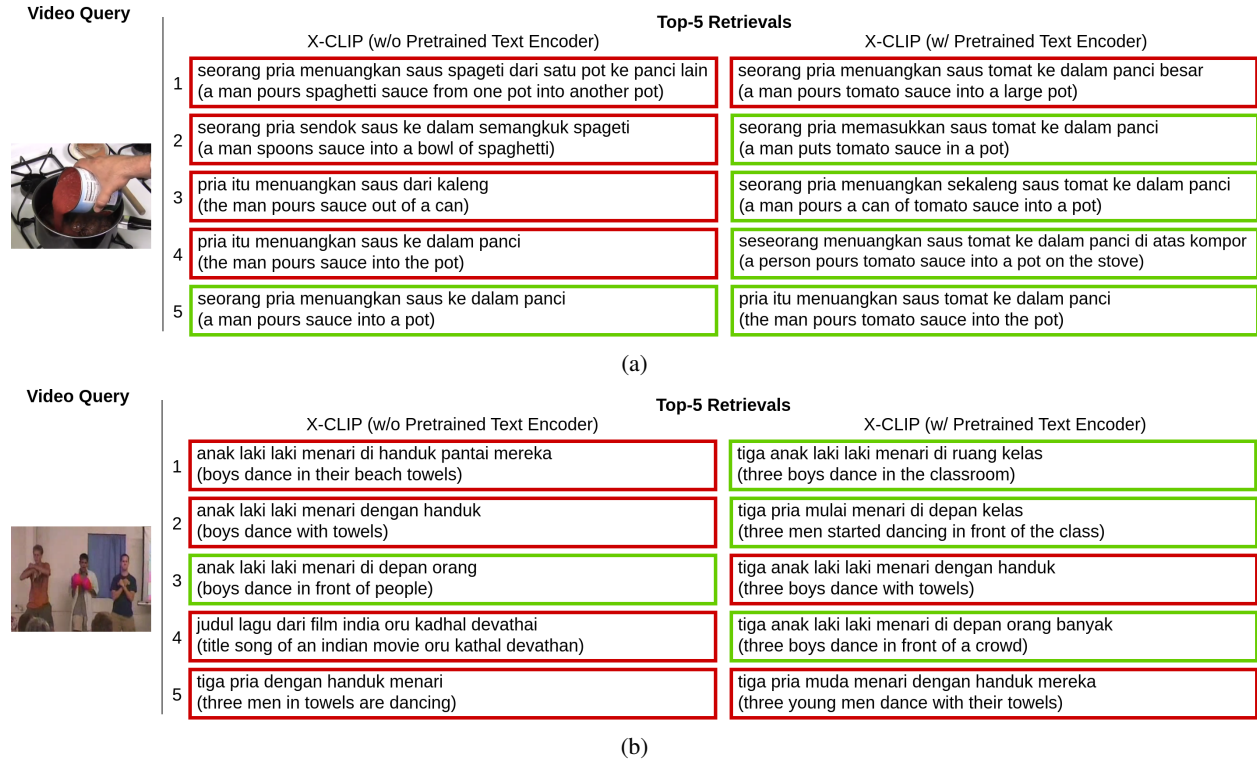 Video Query
Top-5 Retrievals
X-CLIP (w/o Pretrained Text Encoder)
X-CLIP (w/ Pretrained Text Encoder)
1
seorang pria menuangkan saus spageti dari satu pot ke panci lain
(a man pours spaghetti sauce from one pot into another pot)
seorang pria menuangkan saus tomat ke dalam panci besar
(a man pours tomato sauce into a large pot)
2
seorang pria sendok saus ke dalam semangkuk spageti
(a man spoons sauce into a bowl of spaghetti)
seorang pria memasukkan saus tomat ke dalam panci
(a man puts tomato sauce in a pot)
3
pria itu menuangkan saus dari kaleng
(the man pours sauce out of a can)
seorang pria menuangkan sekaleng saus tomat ke dalam panci
(a man pours a can of tomato sauce into a pot)
4
pria itu menuangkan saus ke dalam panci
(the man pours sauce into the pot)
seseorang menuangkan saus tomat ke dalam panci di atas kompor
(a person pours tomato sauce into a pot on the stove)
5
seorang pria menuangkan saus ke dalam panci
(a man pours sauce into a pot)
pria itu menuangkan saus tomat ke dalam panci
(the man pours tomato sauce into the pot)
(a)
Video Query
Top-5 Retrievals
X-CLIP (w/o Pretrained Text Encoder)
X-CLIP (w/ Pretrained Text Encoder)
1
anak laki laki menari di handuk pantai mereka
(boys dance in their beach towels)
tiga anak laki laki menari di ruang kelas
(three boys dance in the classroom)
2
anak laki laki menari dengan handuk
(boys dance with towels)
tiga pria mulai menari di depan kelas
(three men started dancing in front of the class)
3
anak laki laki menari di depan orang
(boys dance in front of people)
tiga anak laki laki menari dengan handuk
(three boys dance with towels)
4
judul lagu dari film india oru kadhal devathai
(title song of an indian movie oru kathal devathan)
tiga anak laki laki menari di depan orang banyak
(three boys dance in front of a crowd)
5
tiga pria dengan handuk menari
(three men in towels are dancing)
tiga pria muda menari dengan handuk mereka
(three young men dance with their towels)
(b)